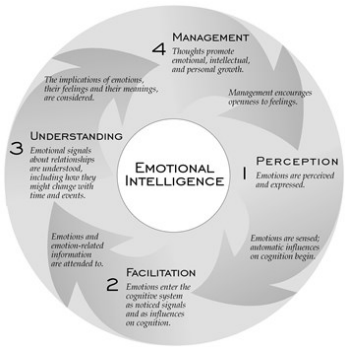 MANAGEMENT
4
Thoughts promote
emotional, intellectual,
and personal growth.
The implications of emotions,
their feelings and their meanings,
are considered.
Management encourages
openness to feelings.
3
UNDERSTANDING
Emotional signals
about relationships
are understood,
including how they
might change with
time and events.
EMOTIONAL
INTELLIGENCE
1
PERCEPTION
Emotions are perceived
and expressed.
Emotions and
emotion-related
information
are attended to.
Emotions are sensed;
automatic influences
on cognition begin.
2
FACILITATION
Emotions enter the
cognitive system
as noticed signals
and as influences
on cognition.